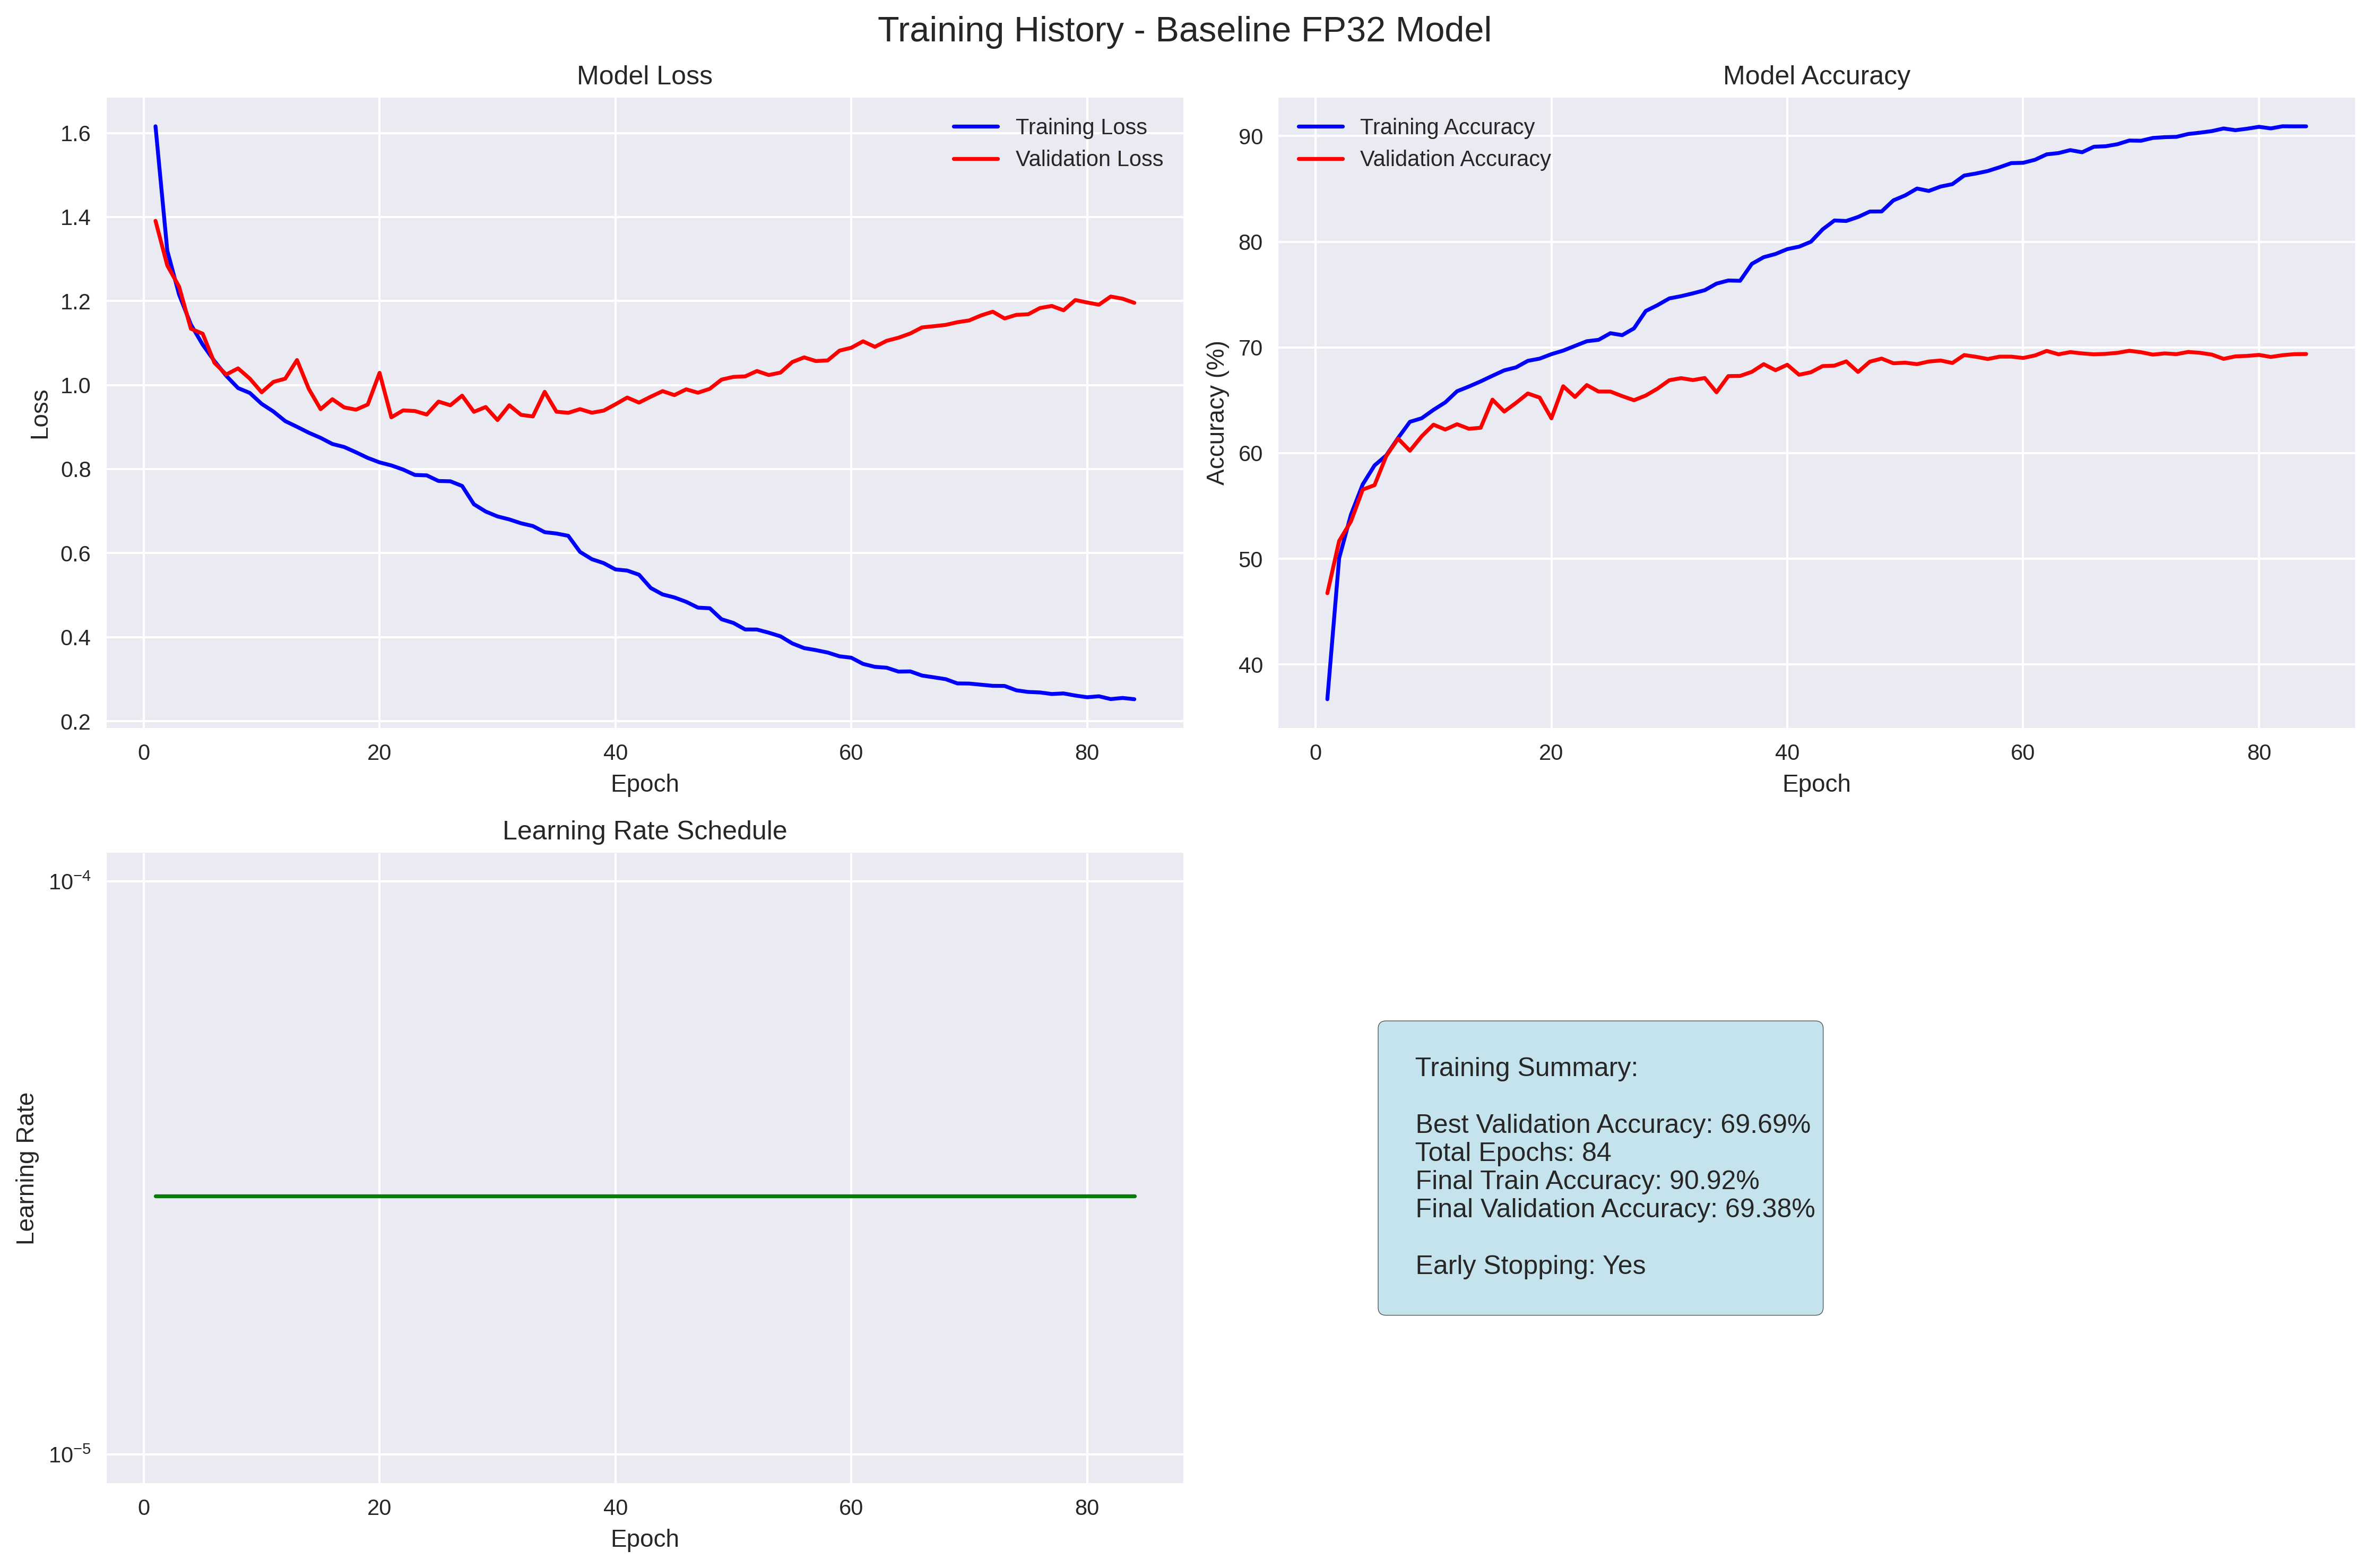 Training History - Baseline FP32 Model
Model Loss
Training Loss
Validation Loss
1.6
1.4
1.2
1.0
0.8
0.6
0.4
0.2
Loss
0 20 40 60 80
Epoch
Model Accuracy
Training Accuracy
Validation Accuracy
90
80
70
60
50
40
Accuracy (%)
0 20 40 60 80
Epoch
Learning Rate Schedule
10⁻⁴
10⁻⁵
Learning Rate
0 20 40 60 80
Epoch
Training Summary:
Best Validation Accuracy: 69.69%
Total Epochs: 84
Final Train Accuracy: 90.92%
Final Validation Accuracy: 69.38%
Early Stopping: Yes